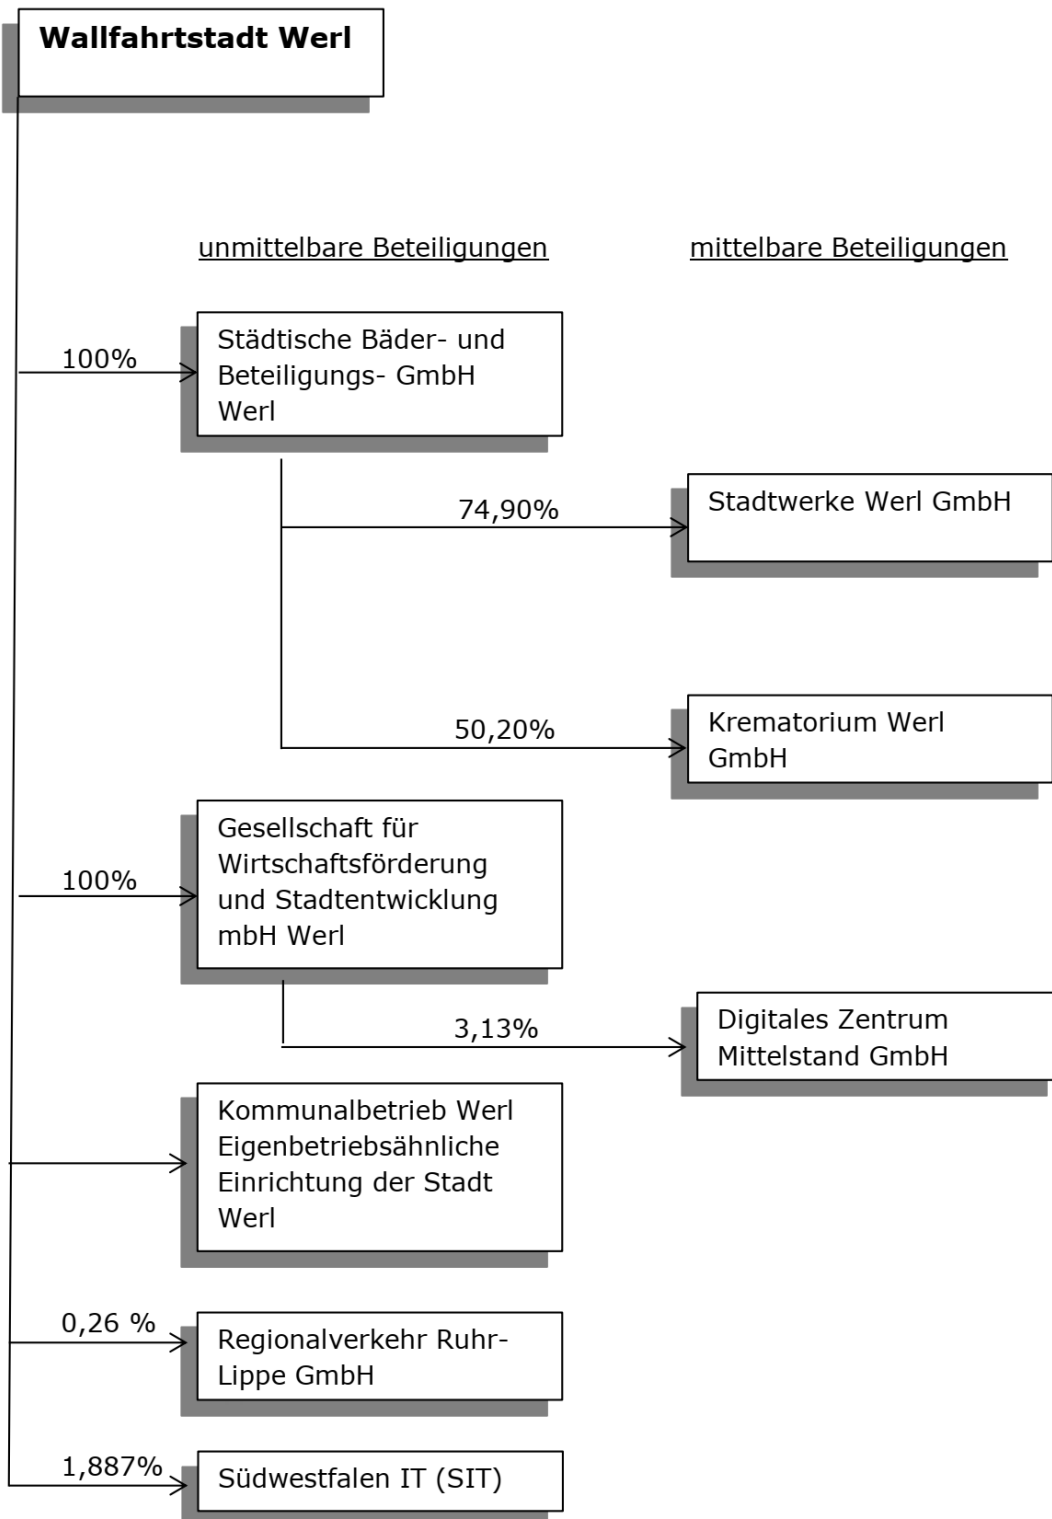 Wallfahrtstadt Werl
unmittelbare Beteiligungen
mittelbare Beteiligungen
100%
Städtische Bäder- und
Beteiligungs- GmbH
Werl
74,90%
Stadtwerke Werl GmbH
50,20%
Krematorium Werl
GmbH
100%
Gesellschaft für
Wirtschaftsförderung
und Stadtentwicklung
mbH Werl
3,13%
Digitales Zentrum
Mittelstand GmbH
Kommunalbetrieb Werl
Eigenbetriebsähnliche
Einrichtung der Stadt
Werl
0,26 %
Regionalverkehr Ruhr-
Lippe GmbH
1,887%
Südwestfalen IT (SIT)